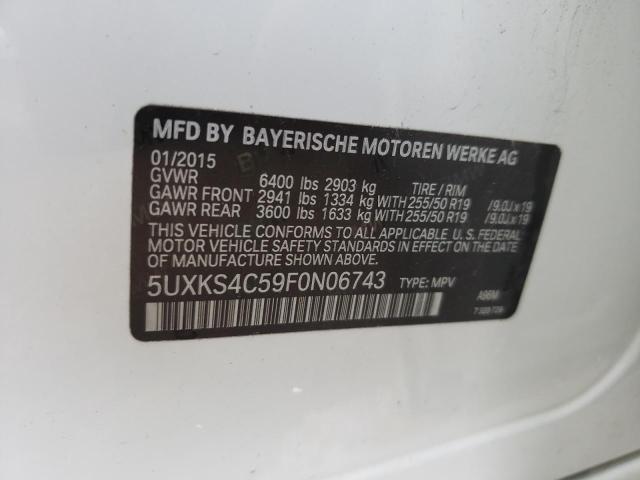 MFD BY BAYERISCHE MOTOREN WERKE AG
01/2015
GVWR 6400 lbs 2903 kg TIRE / RIM
GAWR FRONT 2941 lbs 1334 kg WITH 255/50 R19 /9.0J x 19
GAWR REAR 3600 lbs 1633 kg WITH 255/50 R19 /9.0J x 19
THIS VEHICLE CONFORMS TO ALL APPLICABLE U. S. FEDERAL
MOTOR VEHICLE SAFETY STANDARDS IN EFFECT ON THE
DATE OF MANUFACTURE SHOWN ABOVE.
5UXKS4C59F0N06743 TYPE: MPV
A96M